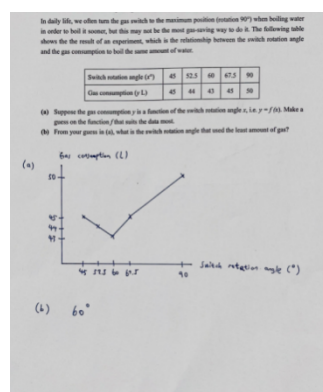 In daily life, we often turn the gas switch to the maximum position (rotation 90°) when boiling water
in order to boil it sooner, but this may not be the most gas-saving way to do it. The following table
shows the the result of an experiment, which is the relationship between the switch rotation angle
and the gas consumption to boil the same amount of water.
Switch rotation angle (x°) 45 52.5 60 67.5 90
Gas consumption (y L) 45 44 43 45 50
(a) Suppose the gas consumption y is a function of the switch rotation angle x, i.e. y = f(x). Make a
guess on the function f that suits the data most.
(b) From your guess in (a), what is the switch rotation angle that used the least amount of gas?
(a)
Gas consumption (L)
50
45
44
43
45 52.5 60 67.5 90
Switch rotation angle (°)
(b) 60°